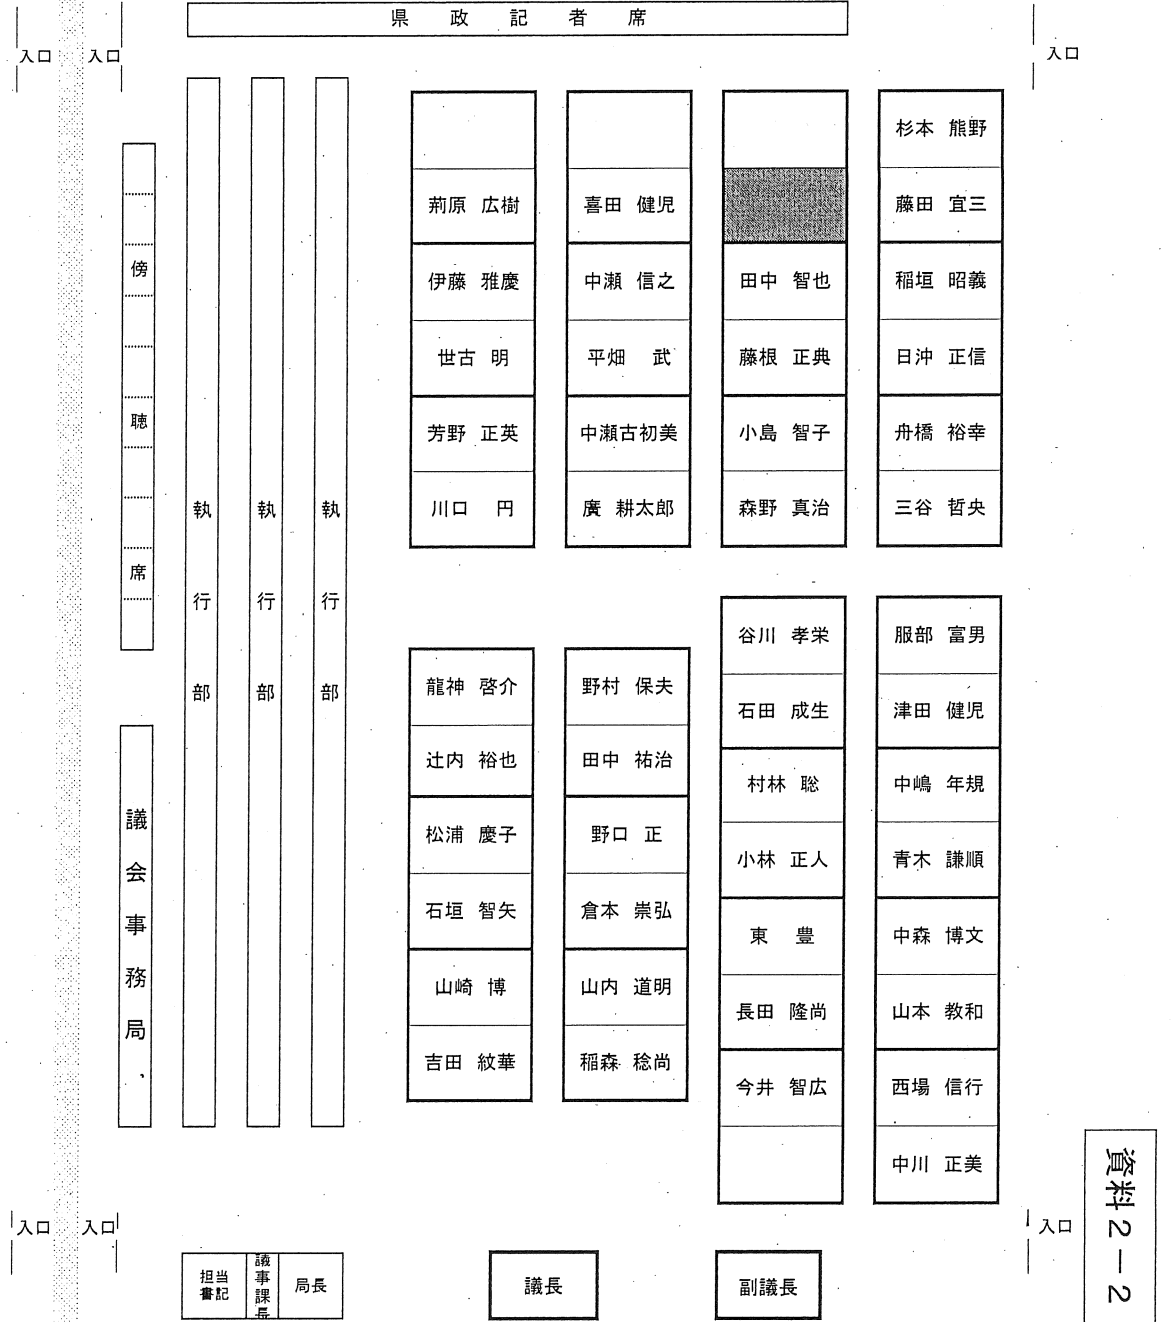 県 政 記 者 席
入口
入口
入口
傍
聴
席
執行部
執行部
執行部
議会事務局
杉本 熊野
荊原 広樹
喜田 健児
藤田 宜三
伊藤 雅慶
中瀬 信之
田中 智也
稲垣 昭義
世古 明
平畑 武
藤根 正典
日沖 正信
芳野 正英
中瀬古初美
小島 智子
舟橋 裕幸
川口 円
廣 耕太郎
森野 真治
三谷 哲央
谷川 孝栄
服部 富男
龍神 啓介
野村 保夫
石田 成生
津田 健児
辻内 裕也
田中 祐治
村林 聡
中嶋 年規
松浦 慶子
野口 正
小林 正人
青木 謙順
石垣 智矢
倉本 崇弘
東 豊
中森 博文
山崎 博
山内 道明
長田 隆尚
山本 教和
吉田 紋華
稲森 稔尚
今井 智広
西場 信行
中川 正美
入口
入口
入口
担当
書記
議事課長
局長
議長
副議長
資料2－2